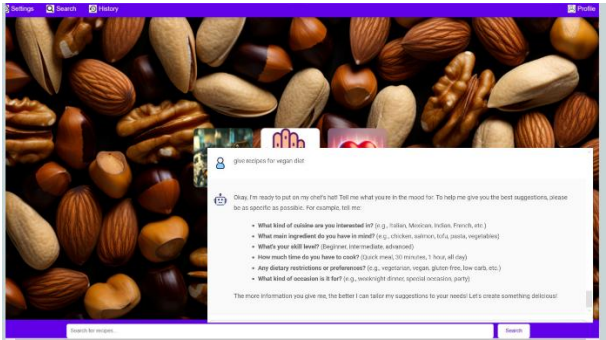 Settings Search History Profile
give recipes for vegan diet
Okay, I'm ready to put on my chef's hat! Tell me what you're in the mood for. To help me give you the best suggestions, please
be as specific as possible. For example, tell me:
What kind of cuisine are you interested in? (e.g., Italian, Mexican, Indian, French, etc.)
What main ingredient do you have in mind? (e.g., chicken, salmon, tofu, pasta, vegetables)
What's your skill level? (Beginner, intermediate, advanced)
How much time do you have to cook? (Quick meal, 30 minutes, 1 hour, all day)
Any dietary restrictions or preferences? (e.g., vegetarian, vegan, gluten-free, low-carb, etc.)
What kind of occasion is it for? (e.g., weeknight dinner, special occasion, party)
The more information you give me, the better I can tailor my suggestions to your needs! Let's create something delicious!
Search for recipes... Search